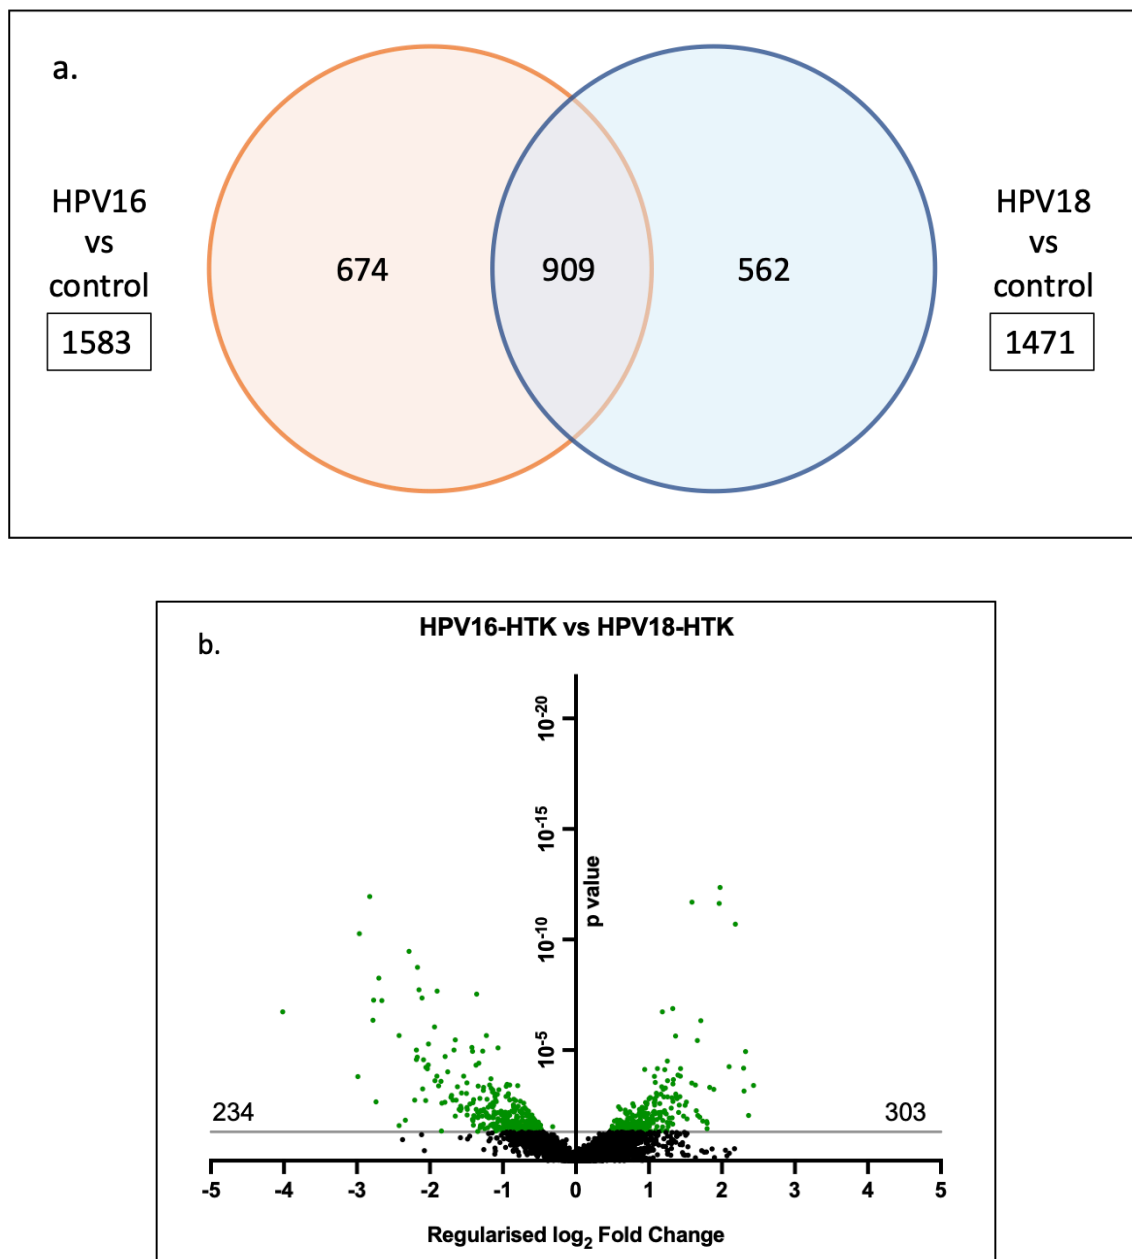 a.
HPV16
vs
control
1583
674
909
562
HPV18
vs
control
1471
b.
HPV16-HTK vs HPV18-HTK
10-20
10-15
10-10
10-5
p value
234
303
-5 -4 -3 -2 -1 0 1 2 3 4 5
Regularised log2 Fold Change